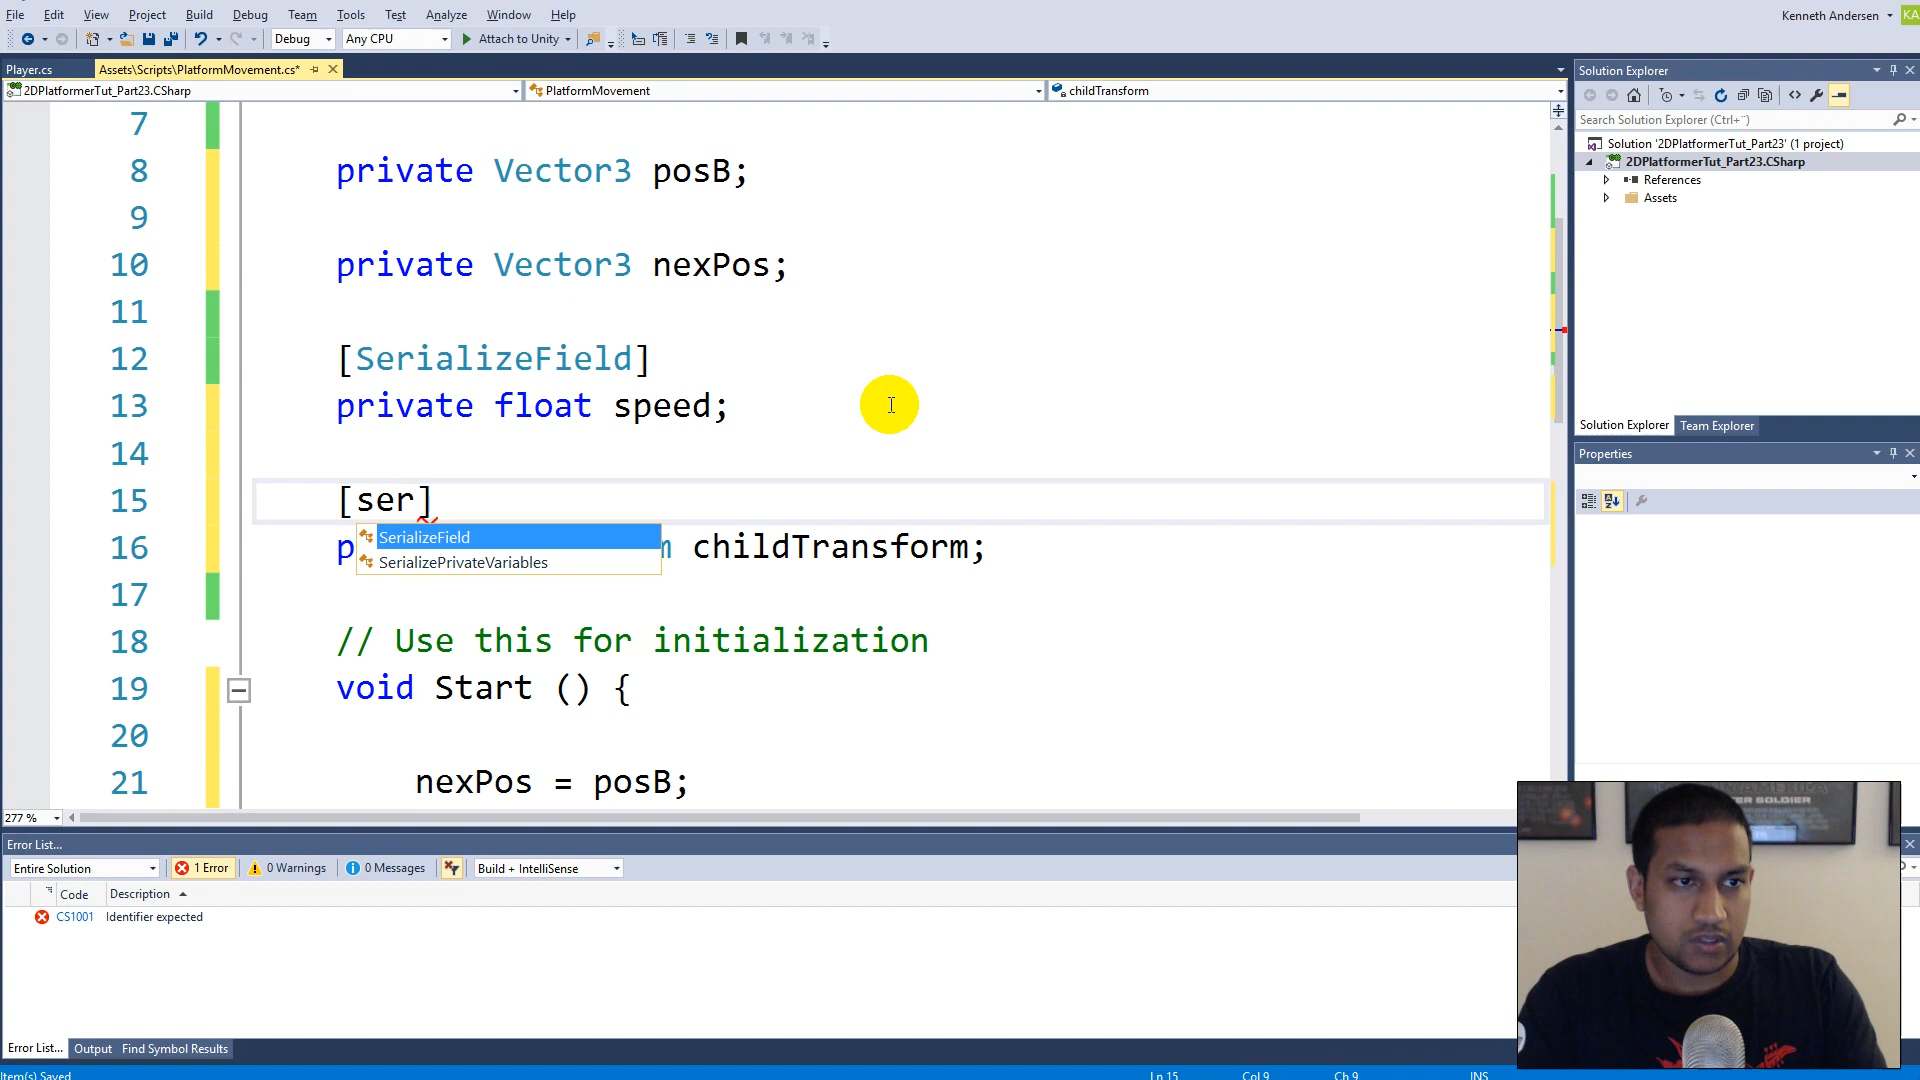 File Edit View Project Build Debug Team Tools Test Analyze Window Help
Kenneth Andersen KA
Debug Any CPU Attach to Unity
Player.cs Assets\Scripts\PlatformMovement.cs*
2DPlatformerTut_Part23.CSharp PlatformMovement childTransform
7
8 private Vector3 posB;
9
10 private Vector3 nexPos;
11
12 [SerializeField]
13 private float speed;
14
15 [ser]
SerializeField
SerializePrivateVariables
16 p m childTransform;
17
18 // Use this for initialization
19 void Start () {
20
21 nexPos = posB;
277 %
Solution Explorer
Search Solution Explorer (Ctrl+¨)
Solution '2DPlatformerTut_Part23' (1 project)
2DPlatformerTut_Part23.CSharp
References
Assets
Solution Explorer Team Explorer
Properties
Error List...
Entire Solution 1 Error 0 Warnings 0 Messages Build + IntelliSense
Code Description
CS1001 Identifier expected
Error List... Output Find Symbol Results
Item(s) Saved Ln 15 Col 9 Ch 9 INS